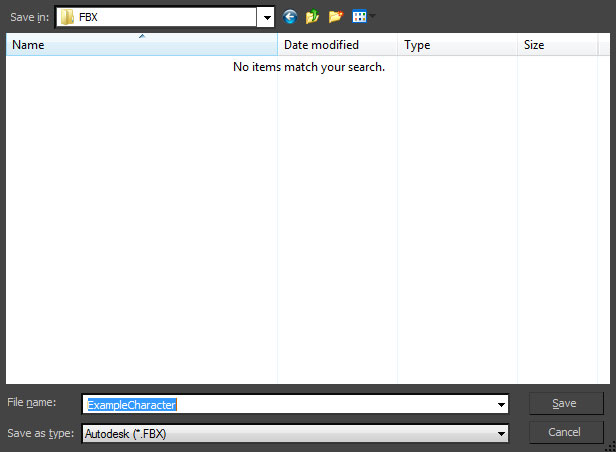 Save in: FBX
Name Date modified Type Size
No items match your search.
File name: ExampleCharacter Save
Save as type: Autodesk (*.FBX) Cancel